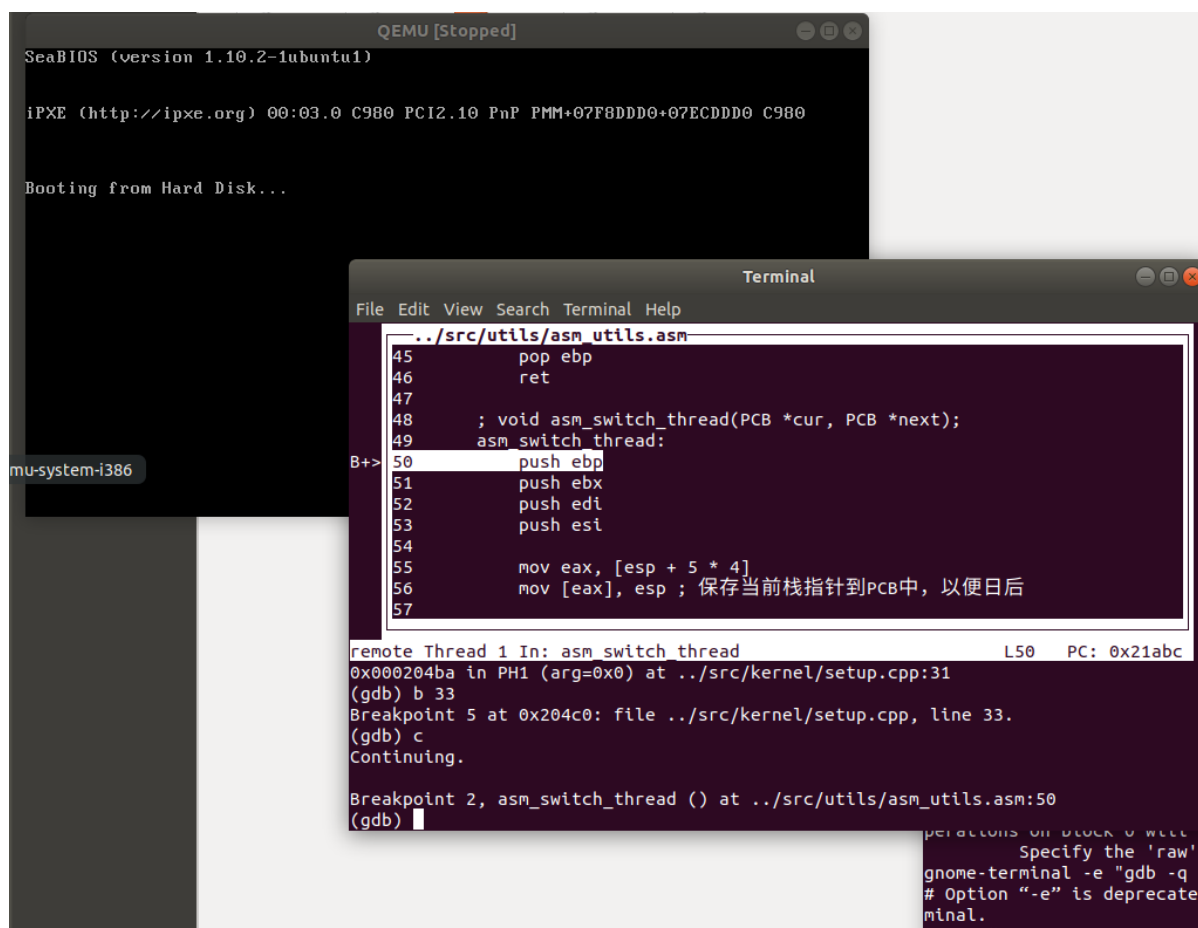 QEMU [Stopped]
SeaBIOS (version 1.10.2-1ubuntu1)
iPXE (http://ipxe.org) 00:03.0 C980 PCI2.10 PnP PMM+07F8DDD0+07ECDDD0 C980
Booting from Hard Disk...
mu-system-i386
Terminal
File Edit View Search Terminal Help
../src/utils/asm_utils.asm
45 pop ebp
46 ret
47
48 ; void asm_switch_thread(PCB *cur, PCB *next);
49 asm_switch_thread:
B+> 50 push ebp
51 push ebx
52 push edi
53 push esi
54
55 mov eax, [esp + 5 * 4]
56 mov [eax], esp ; 保存当前栈指针到PCB中，以便日后
57
remote Thread 1 In: asm_switch_thread L50 PC: 0x21abc
0x000204ba in PH1 (arg=0x0) at ../src/kernel/setup.cpp:31
(gdb) b 33
Breakpoint 5 at 0x204c0: file ../src/kernel/setup.cpp, line 33.
(gdb) c
Continuing.
Breakpoint 2, asm_switch_thread () at ../src/utils/asm_utils.asm:50
(gdb)
perations on block 0 will
Specify the 'raw'
gnome-terminal -e "gdb -q
# Option “-e” is deprecate
minal.